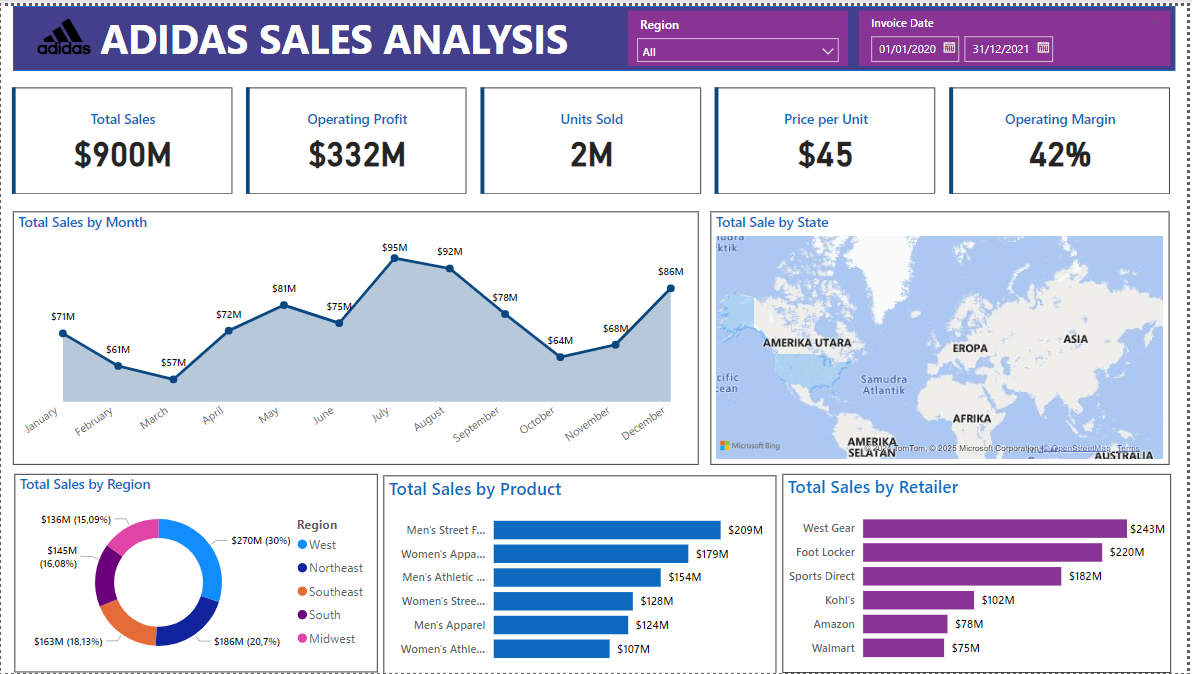 adidas
ADIDAS SALES ANALYSIS
Region
All
Invoice Date
01/01/2020
31/12/2021
Total Sales
$900M
Operating Profit
$332M
Units Sold
2M
Price per Unit
$45
Operating Margin
42%
Total Sales by Month
$71M
$61M
$57M
$72M
$81M
$75M
$95M
$92M
$78M
$64M
$68M
$86M
January
February
March
April
May
June
July
August
September
October
November
December
Total Sale by State
AMERIKA UTARA
EROPA
ASIA
Samudra
Atlantik
AFRIKA
AMERIKA
SELATAN
AUSTRALIA
Microsoft Bing
TomTom, © 2025 Microsoft Corporation, © OpenStreetMap Terms
Total Sales by Region
$136M (15,09%)
$145M
(16,08%)
$163M (18,13%)
$270M (30%)
$186M (20,7%)
Region
West
Northeast
Southeast
South
Midwest
Total Sales by Product
Men's Street F... $209M
Women's Appa... $179M
Men's Athletic ... $154M
Women's Stree... $128M
Men's Apparel $124M
Women's Athle... $107M
Total Sales by Retailer
West Gear $243M
Foot Locker $220M
Sports Direct $182M
Kohl's $102M
Amazon $78M
Walmart $75M